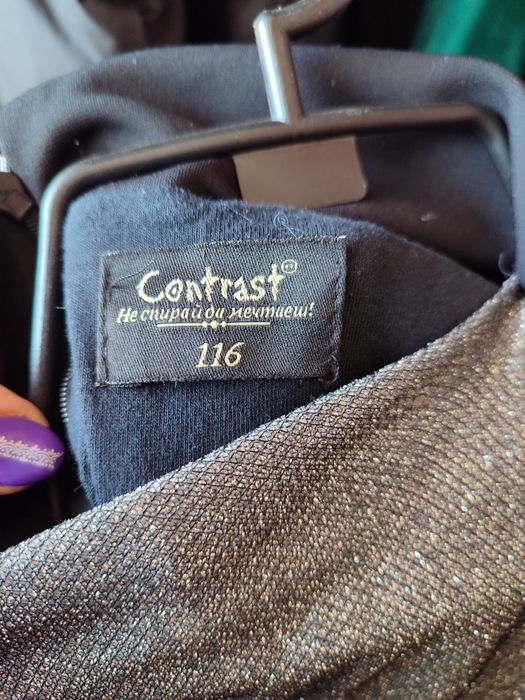 Contrast®
Не спирай да мечтаеш!
116